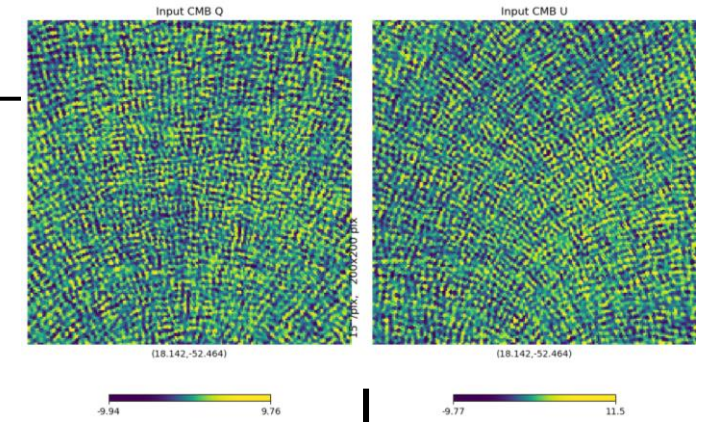 Input CMB Q
Input CMB U
15 '/pix, 200x200 pix
(18.142,-52.464)
(18.142,-52.464)
-9.94
9.76
-9.77
11.5